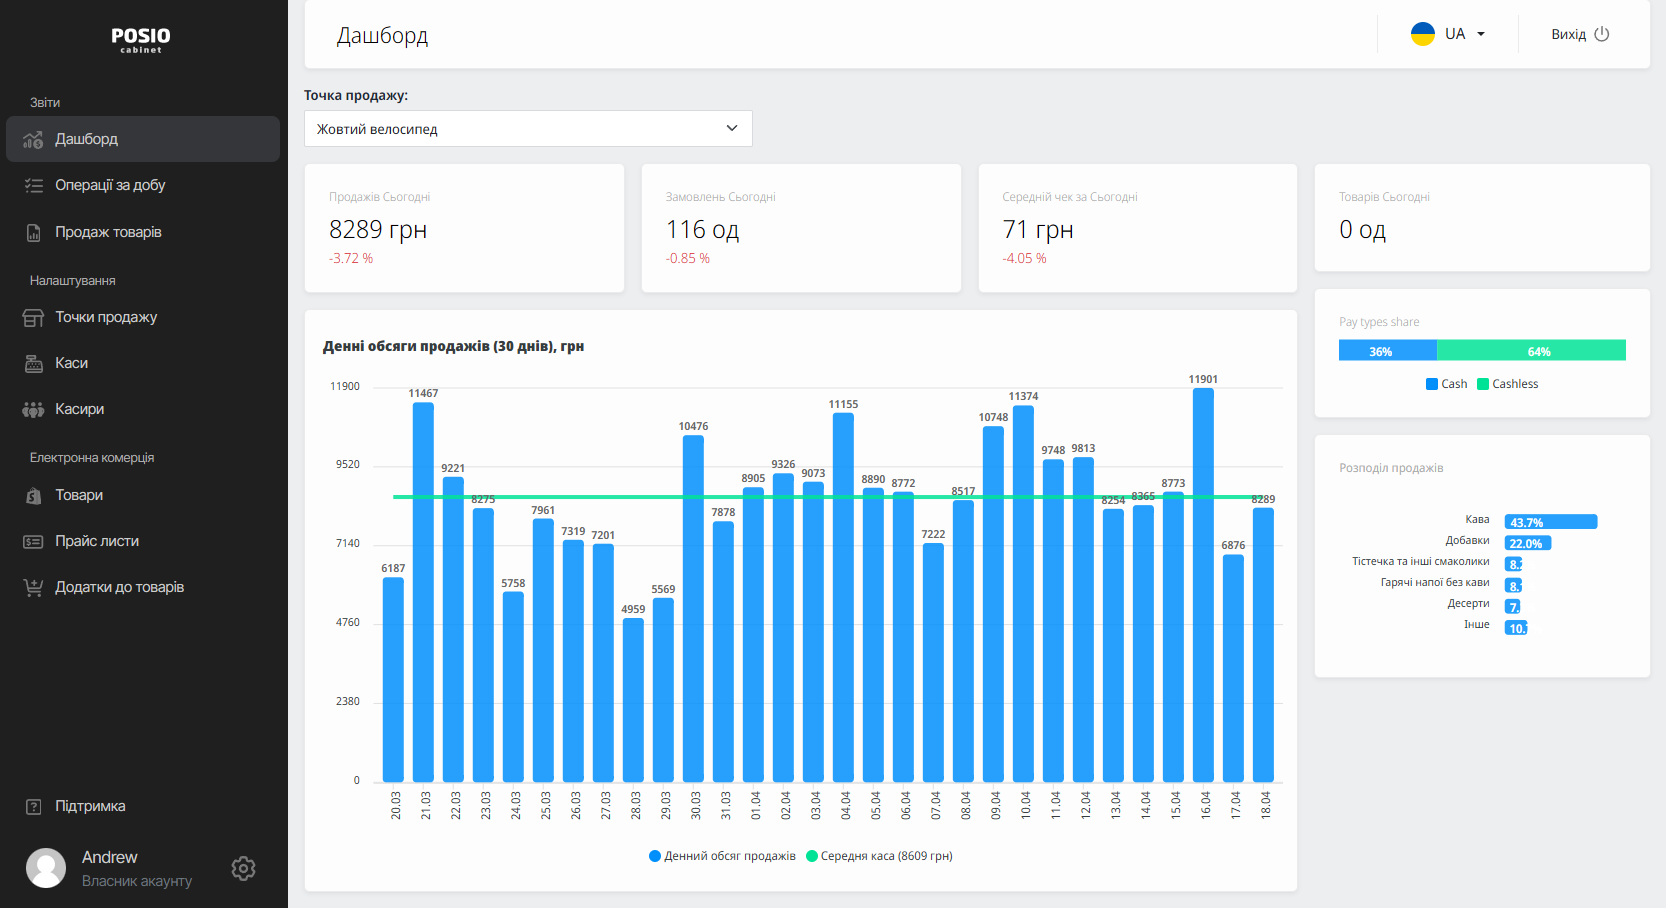 POSIO
cabinet
Звіти
Дашборд
Операції за добу
Продаж товарів
Налаштування
Точки продажу
Каси
Касири
Електронна комерція
Товари
Прайс листи
Додатки до товарів
Підтримка
Andrew
Власник акаунту
Дашборд
UA
Вихід
Точка продажу:
Жовтий велосипед
Продажів Сьогодні
8289 грн
-3.72 %
Замовлень Сьогодні
116 од
-0.85 %
Середній чек за Сьогодні
71 грн
-4.05 %
Товарів Сьогодні
0 од
Pay types share
36% 64%
Cash Cashless
Розподіл продажів
Кава 43.7%
Добавки 22.0%
Тістечка та інші смаколики 8.
Гарячі напої без кави 8.
Десерти 7.
Інше 10.
Денні обсяги продажів (30 днів), грн
11900
9520
7140
4760
2380
0
6187 11467 9221 8275 5758 7961 7319 7201 4959 5569 10476 7878 8905 9326 9073 11155 8890 8772 7222 8517 10748 11374 9748 9813 8254 8365 8773 11901 6876 8289
20.03 21.03 22.03 23.03 24.03 25.03 26.03 27.03 28.03 29.03 30.03 31.03 01.04 02.04 03.04 04.04 05.04 06.04 07.04 08.04 09.04 10.04 11.04 12.04 13.04 14.04 15.04 16.04 17.04 18.04
Денний обсяг продажів Середня каса (8609 грн)